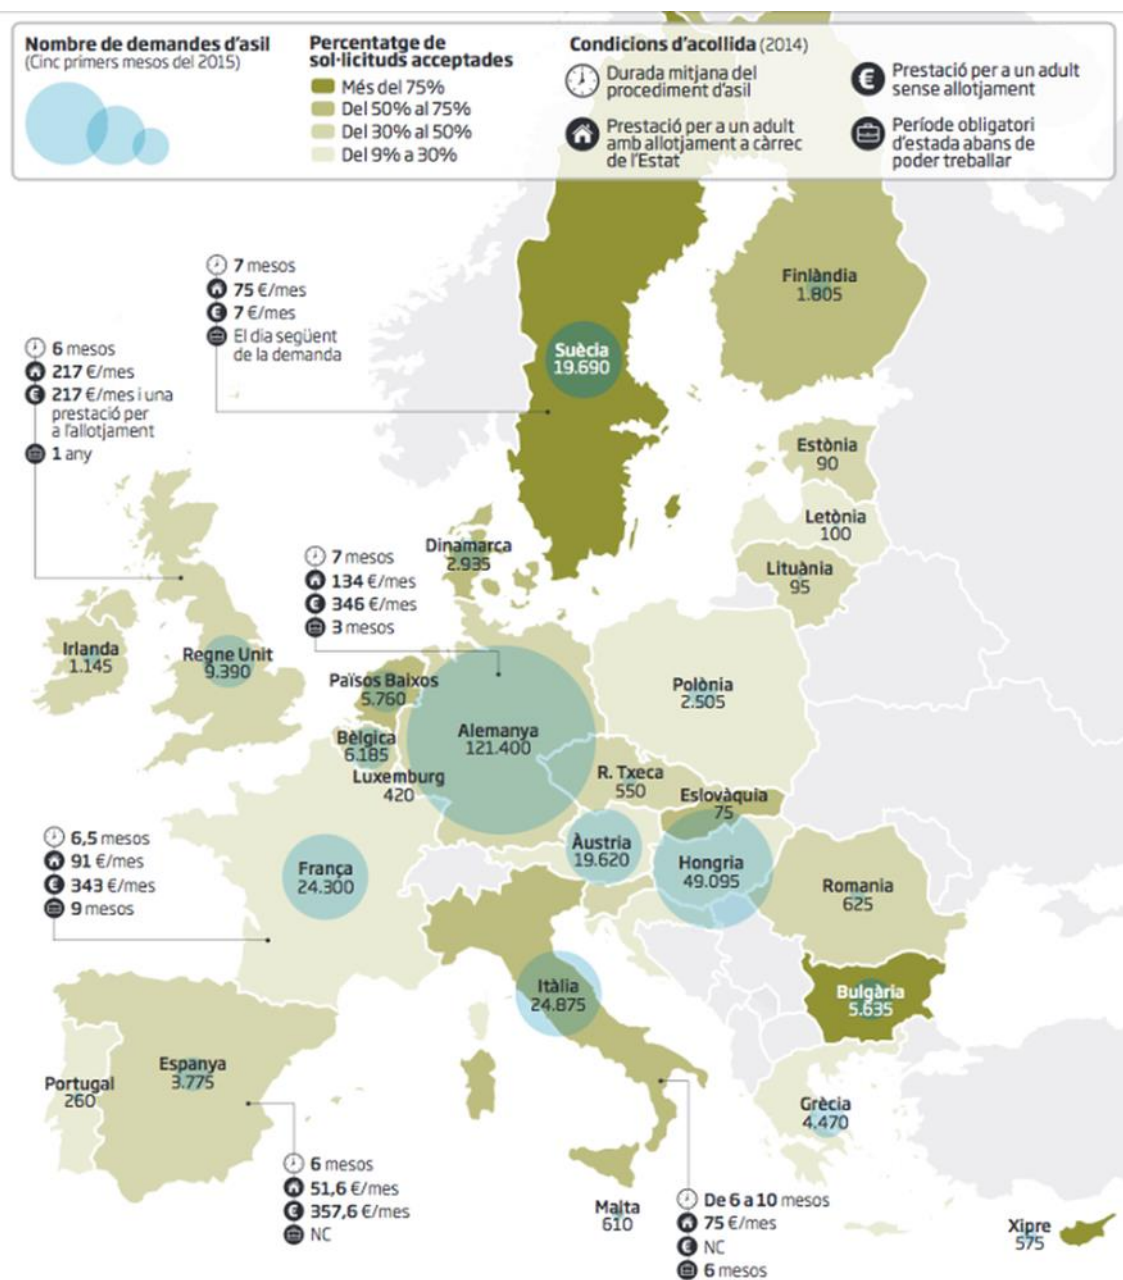 Nombre de demandes d'asil
(Cinc primers mesos del 2015)
Percentatge de
sol·licituds acceptades
Més del 75%
Del 50% al 75%
Del 30% al 50%
Del 9% a 30%
Condicions d'acollida (2014)
Durada mitjana del
procediment d'asil
Prestació per a un adult
amb allotjament a càrrec
de l'Estat
€ Prestació per a un adult
sense allotjament
Període obligatori
d'estada abans de
poder treballar
7 mesos
75 €/mes
€ 7 €/mes
El dia següent
de la demanda
Finlàndia
1.805
6 mesos
217 €/mes
€ 217 €/mes i una
prestació per
a l'allotjament
1 any
Suècia
19.690
Estònia
90
Letònia
100
Lituània
95
Dinamarca
2.935
7 mesos
134 €/mes
€ 346 €/mes
3 mesos
Irlanda
1.145
Regne Unit
9.390
Països Baixos
5.760
Polònia
2.505
Bèlgica
6.185
Alemanya
121.400
Luxemburg
420
R. Txeca
550
Eslovàquia
75
6,5 mesos
91 €/mes
€ 343 €/mes
9 mesos
França
24.300
Àustria
19.620
Hongria
49.095
Romania
625
Itàlia
24.875
Bulgària
5.635
Espanya
3.775
Portugal
260
Grècia
4.470
6 mesos
51,6 €/mes
€ 357,6 €/mes
NC
Malta
610
De 6 a 10 mesos
75 €/mes
€ NC
6 mesos
Xipre
575